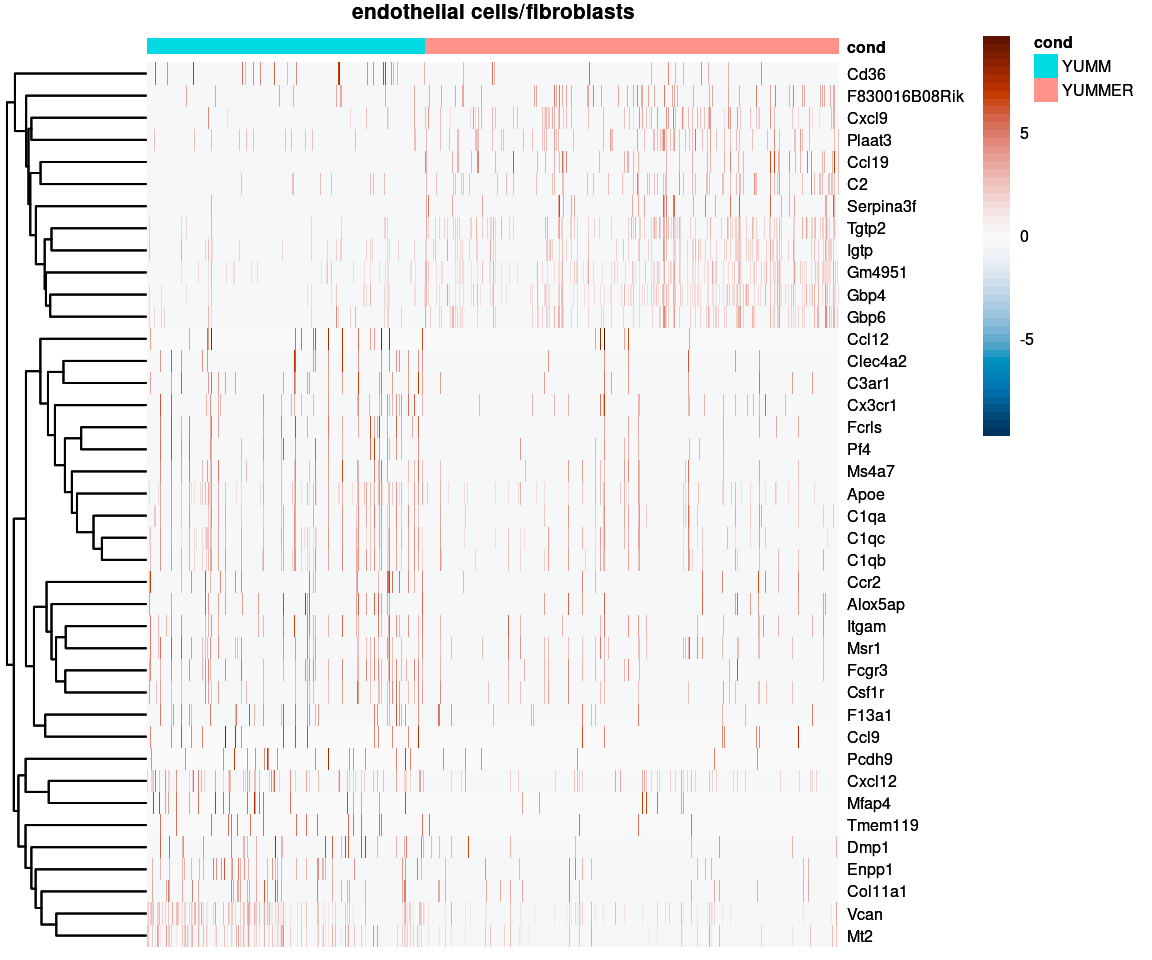 endothelial cells/fibroblasts
cond
Cd36
F830016B08Rik
Cxcl9
Plaat3
Ccl19
C2
Serpina3f
Tgtp2
Igtp
Gm4951
Gbp4
Gbp6
Ccl12
Clec4a2
C3ar1
Cx3cr1
Fcrls
Pf4
Ms4a7
Apoe
C1qa
C1qc
C1qb
Ccr2
Alox5ap
Itgam
Msr1
Fcgr3
Csf1r
F13a1
Ccl9
Pcdh9
Cxcl12
Mfap4
Tmem119
Dmp1
Enpp1
Col11a1
Vcan
Mt2
5
0
-5
cond
YUMM
YUMMER